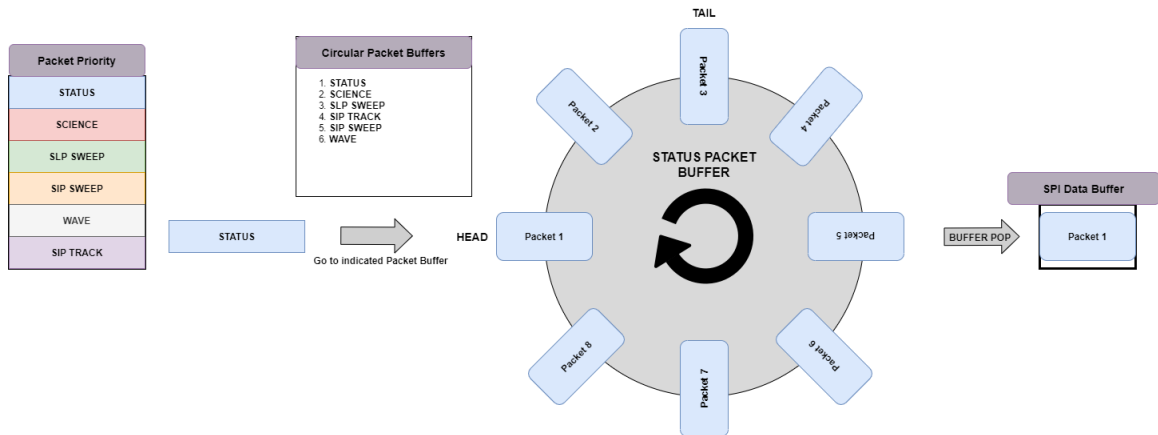 Packet Priority
STATUS
SCIENCE
SLP SWEEP
SIP SWEEP
WAVE
SIP TRACK
STATUS
Circular Packet Buffers
1. STATUS
2. SCIENCE
3. SLP SWEEP
4. SIP TRACK
5. SIP SWEEP
6. WAVE
Go to indicated Packet Buffer
TAIL
HEAD
STATUS PACKET
BUFFER
Packet 1
Packet 2
Packet 3
Packet 4
Packet 5
Packet 6
Packet 7
Packet 8
BUFFER POP
SPI Data Buffer
Packet 1